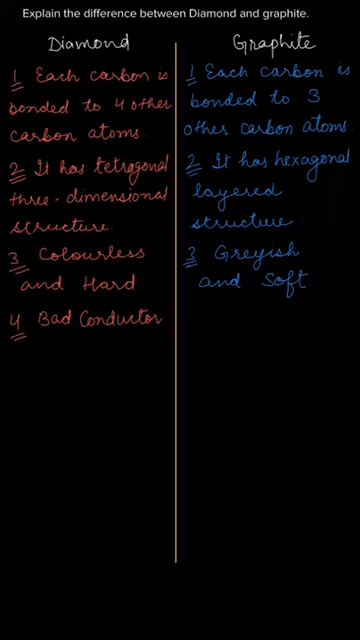 Explain the difference between Diamond and graphite.
Diamond
1 Each carbon is
bonded to 4 other
carbon atoms.
2 It has tetragonal
three-dimensional
structure.
3 Colourless
and Hard
4 Bad Conductor
Graphite
1 Each carbon is
bonded to 3
other carbon atoms
2 It has hexagonal
layered
structure.
3 Greyish
and Soft